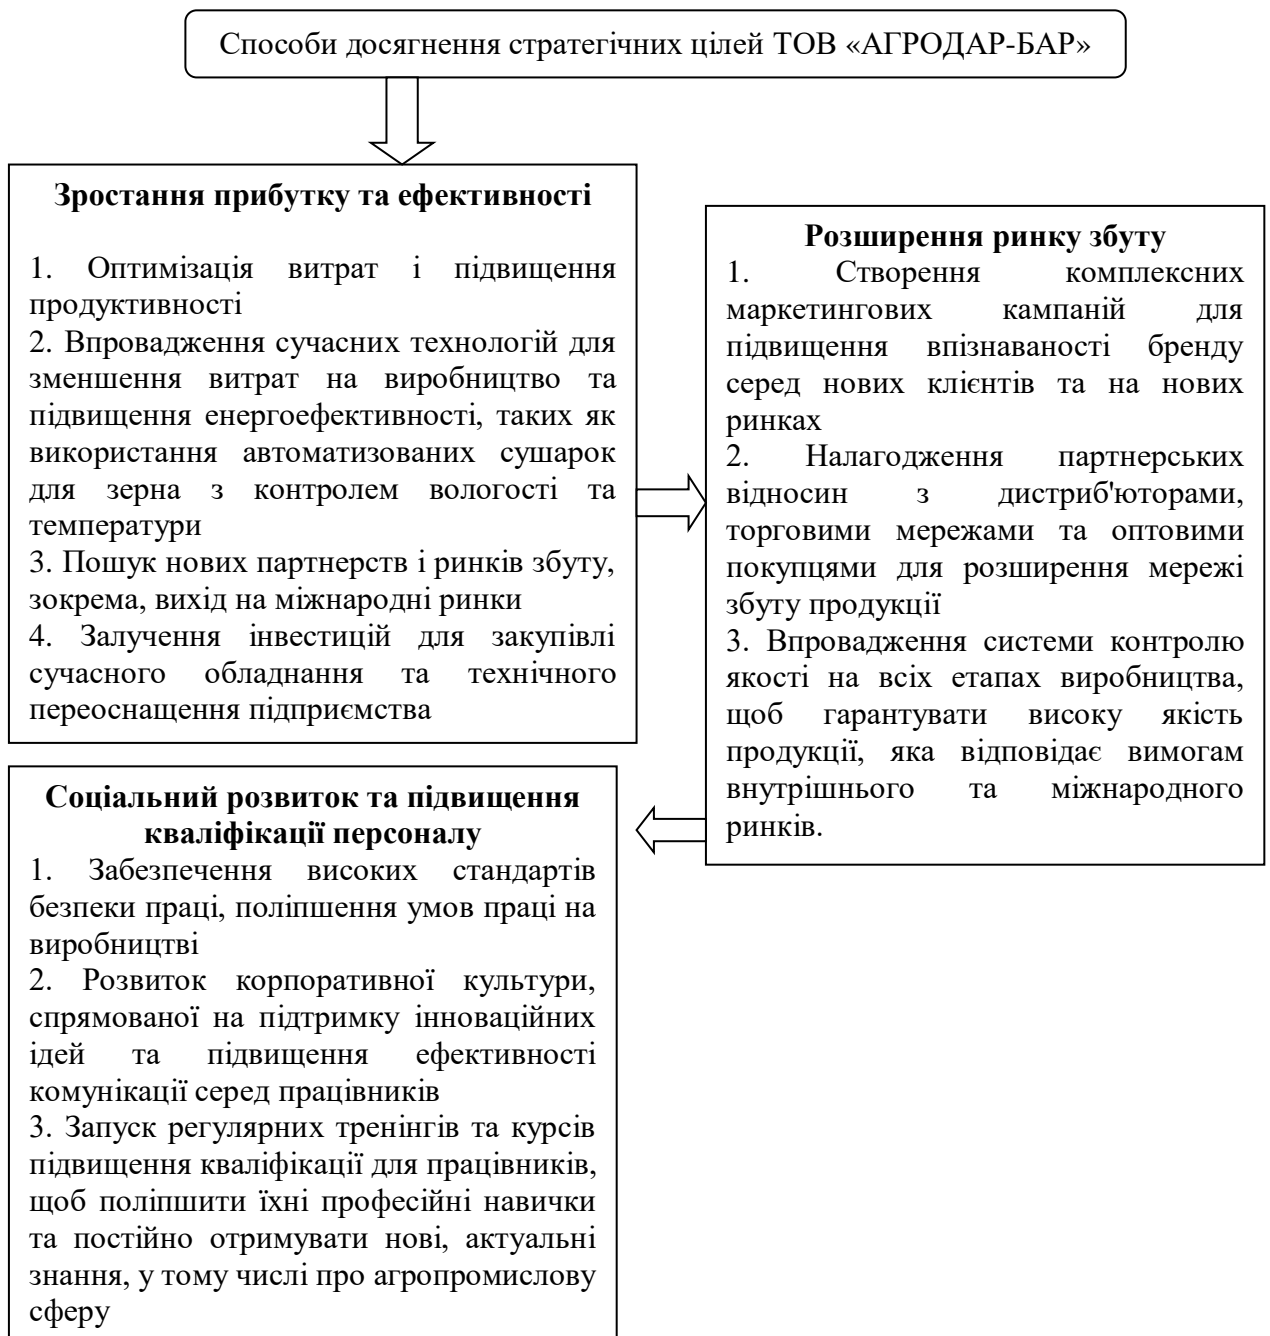 Способи досягнення стратегічних цілей ТОВ «АГРОДАР-БАР»
Зростання прибутку та ефективності
1. Оптимізація витрат і підвищення
продуктивності
2. Впровадження сучасних технологій для
зменшення витрат на виробництво та
підвищення енергоефективності, таких як
використання автоматизованих сушарок
для зерна з контролем вологості та
температури
3. Пошук нових партнерств і ринків збуту,
зокрема, вихід на міжнародні ринки
4. Залучення інвестицій для закупівлі
сучасного обладнання та технічного
переоснащення підприємства
Розширення ринку збуту
1. Створення комплексних
маркетингових кампаній для
підвищення впізнаваності бренду
серед нових клієнтів та на нових
ринках
2. Налагодження партнерських
відносин з дистриб'юторами,
торговими мережами та оптовими
покупцями для розширення мережі
збуту продукції
3. Впровадження системи контролю
якості на всіх етапах виробництва,
щоб гарантувати високу якість
продукції, яка відповідає вимогам
внутрішнього та міжнародного
ринків.
Соціальний розвиток та підвищення
кваліфікації персоналу
1. Забезпечення високих стандартів
безпеки праці, поліпшення умов праці на
виробництві
2. Розвиток корпоративної культури,
спрямованої на підтримку інноваційних
ідей та підвищення ефективності
комунікації серед працівників
3. Запуск регулярних тренінгів та курсів
підвищення кваліфікації для працівників,
щоб поліпшити їхні професійні навички
та постійно отримувати нові, актуальні
знання, у тому числі про агропромислову
сферу